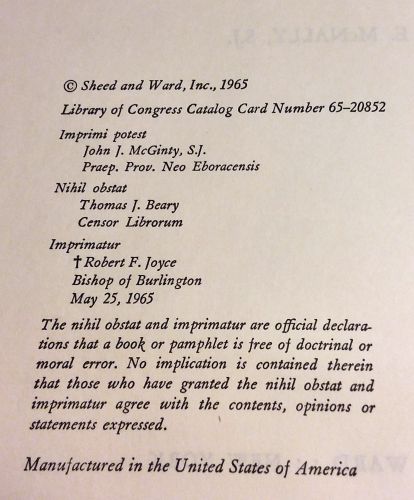 © Sheed and Ward, Inc., 1965
Library of Congress Catalog Card Number 65–20852
Imprimi potest
John J. McGinty, S.J.
Praep. Prov. Neo Eboracensis
Nihil obstat
Thomas J. Beary
Censor Librorum
Imprimatur
† Robert F. Joyce
Bishop of Burlington
May 25, 1965
The nihil obstat and imprimatur are official declara-
tions that a book or pamphlet is free of doctrinal or
moral error. No implication is contained therein
that those who have granted the nihil obstat and
imprimatur agree with the contents, opinions or
statements expressed.
Manufactured in the United States of America